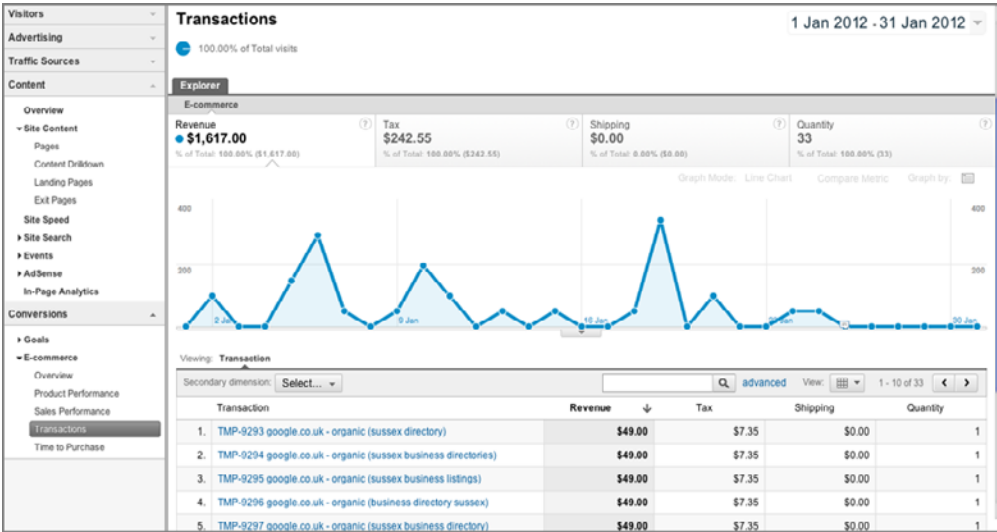 Visitors
Advertising
Traffic Sources
Content
Overview
Site Content
Pages
Content Drilldown
Landing Pages
Exit Pages
Site Speed
Site Search
Events
AdSense
In-Page Analytics
Conversions
Goals
E-commerce
Overview
Product Performance
Sales Performance
Transactions
Time to Purchase
Transactions
1 Jan 2012 - 31 Jan 2012
100.00% of Total visits
Explorer
E-commerce
Revenue ?
$1,617.00
% of Total: 100.00% ($1,617.00)
Tax ?
$242.55
% of Total: 100.00% ($242.55)
Shipping ?
$0.00
% of Total: 0.00% ($0.00)
Quantity ?
33
% of Total: 100.00% (33)
Graph Mode: Line Chart Compare Metric Graph by:
400 400
200 200
2 Jan 9 Jan 30 Jan
Viewing: Transaction
Secondary dimension: Select... advanced View: 1 - 10 of 33
Transaction Revenue Tax Shipping Quantity
1. TMP-9293 google.co.uk - organic (sussex directory) $49.00 $7.35 $0.00 1
2. TMP-9294 google.co.uk - organic (sussex business directories) $49.00 $7.35 $0.00 1
3. TMP-9295 google.co.uk - organic (sussex business listings) $49.00 $7.35 $0.00 1
4. TMP-9296 google.co.uk - organic (business directory sussex) $49.00 $7.35 $0.00 1
5. TMP-9297 google.co.uk - organic (sussex business directory) $49.00 $7.35 $0.00 1